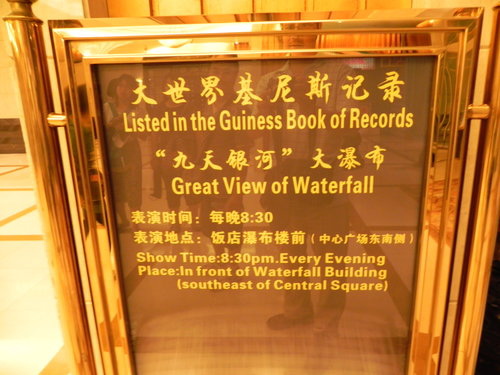 大世界基尼斯记录
Listed in the Guiness Book of Records
“九天银河”大瀑布
Great View of Waterfall
表演时间：每晚8:30
表演地点：饭店瀑布楼前（中心广场东南侧）
Show Time:8:30pm.Every Evening
Place:In front of Waterfall Building
(southeast of Central Square)